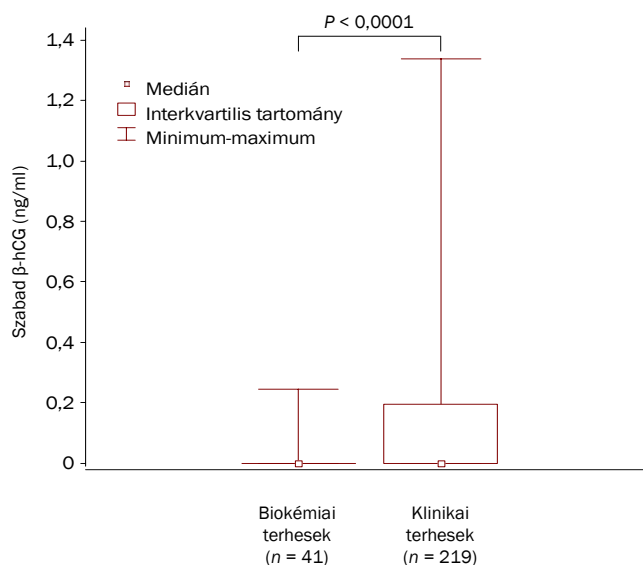 P < 0,0001
1,4
1,2
1,0
0,8
0,6
0,4
0,2
0
Szabad β-hCG (ng/ml)
Medián
Interkvartilis tartomány
Minimum-maximum
Biokémiai
terhesek
(n = 41)
Klinikai
terhesek
(n = 219)